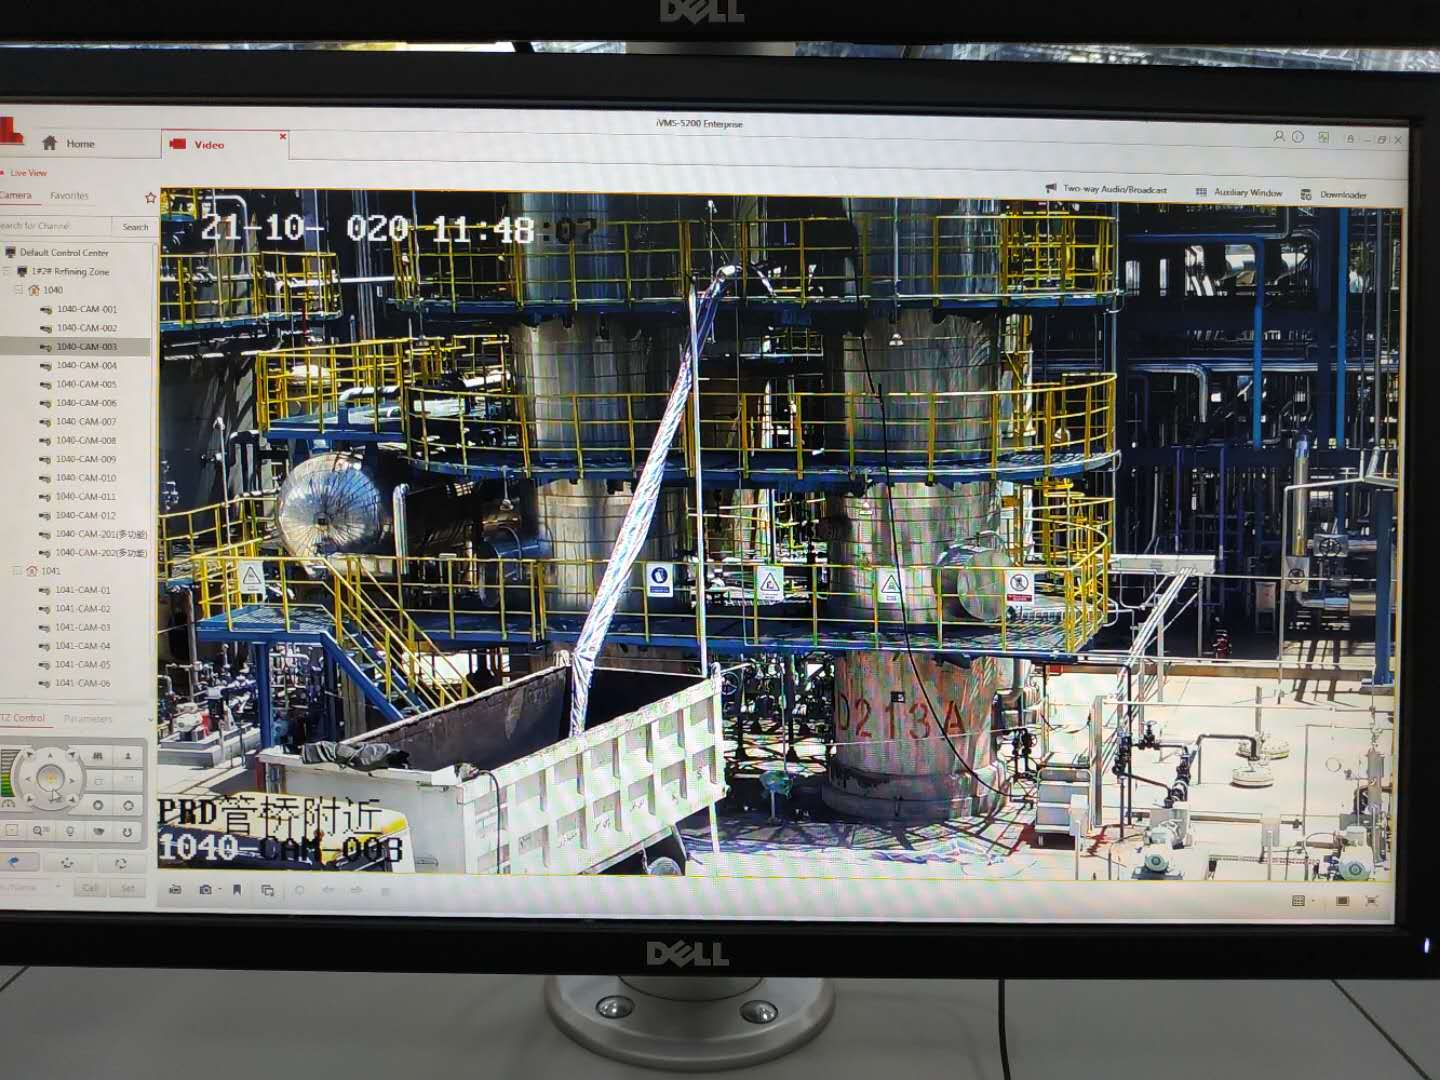 DELL
iVMS-5200 Enterprise
Home
Video
Live View
Camera Favorites
Two-way Audio/Broadcast Auxiliary Window Downloader
earch for Channel Search
Default Control Center
1#2# Refining Zone
1040
1040-CAM-001
1040-CAM-002
1040-CAM-003
1040-CAM-004
1040-CAM-005
1040-CAM-006
1040-CAM-007
1040-CAM-008
1040-CAM-009
1040-CAM-010
1040-CAM-011
1040-CAM-012
1040-CAM-201(多功能)
1040-CAM-202(多功能)
1041
1041-CAM-01
1041-CAM-02
1041-CAM-03
1041-CAM-04
1041-CAM-05
1041-CAM-06
TZ Control Parameters
Call Set
21-10- 020 11:48:07
D213A
PRD管桥附近
1040-CAM-003
DELL